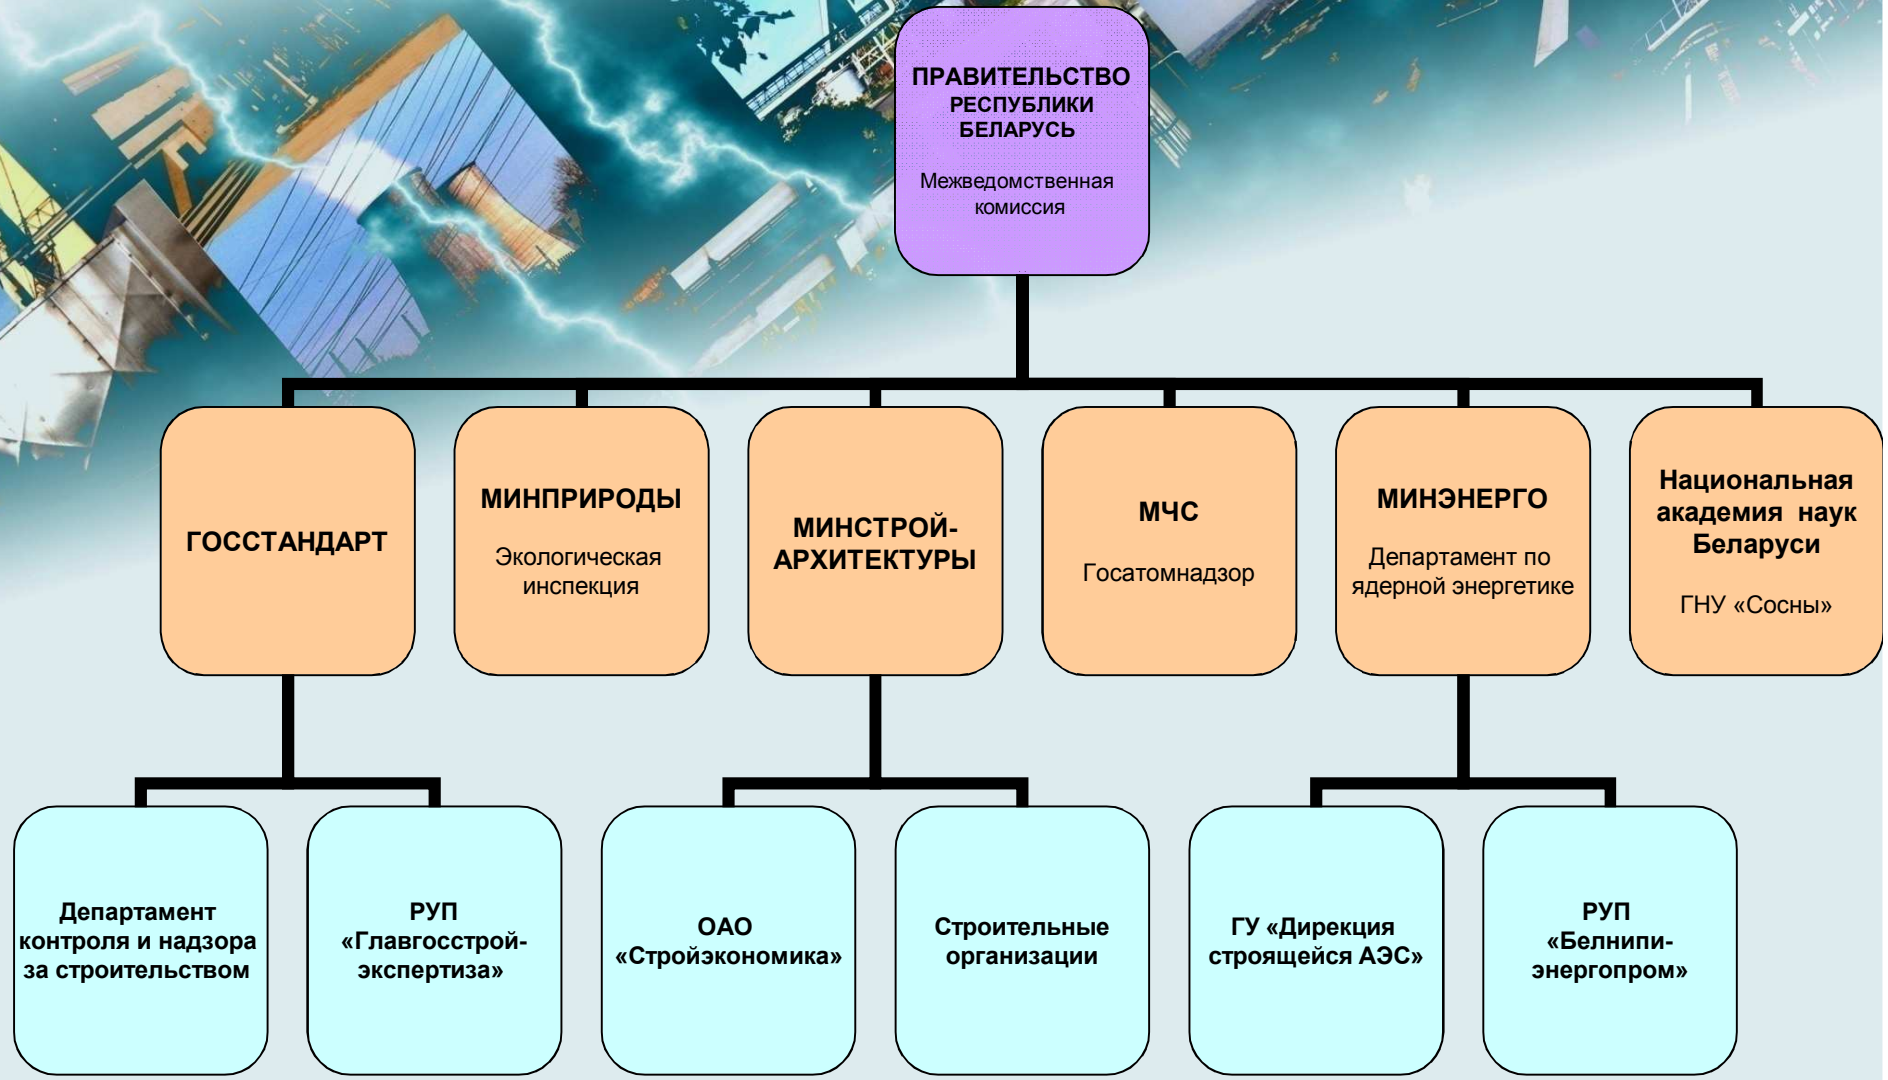 ПРАВИТЕЛЬСТВО
РЕСПУБЛИКИ
БЕЛАРУСЬ
Межведомственная
комиссия
ГОССТАНДАРТ
МИНПРИРОДЫ
Экологическая
инспекция
МИНСТРОЙ-
АРХИТЕКТУРЫ
МЧС
Госатомнадзор
МИНЭНЕРГО
Департамент по
ядерной энергетике
Национальная
академия наук
Беларуси
ГНУ «Сосны»
Департамент
контроля и надзора
за строительством
РУП
«Главгосстрой-
экспертиза»
ОАО
«Стройэкономика»
Строительные
организации
ГУ «Дирекция
строящейся АЭС»
РУП
«Белнипи-
энергопром»